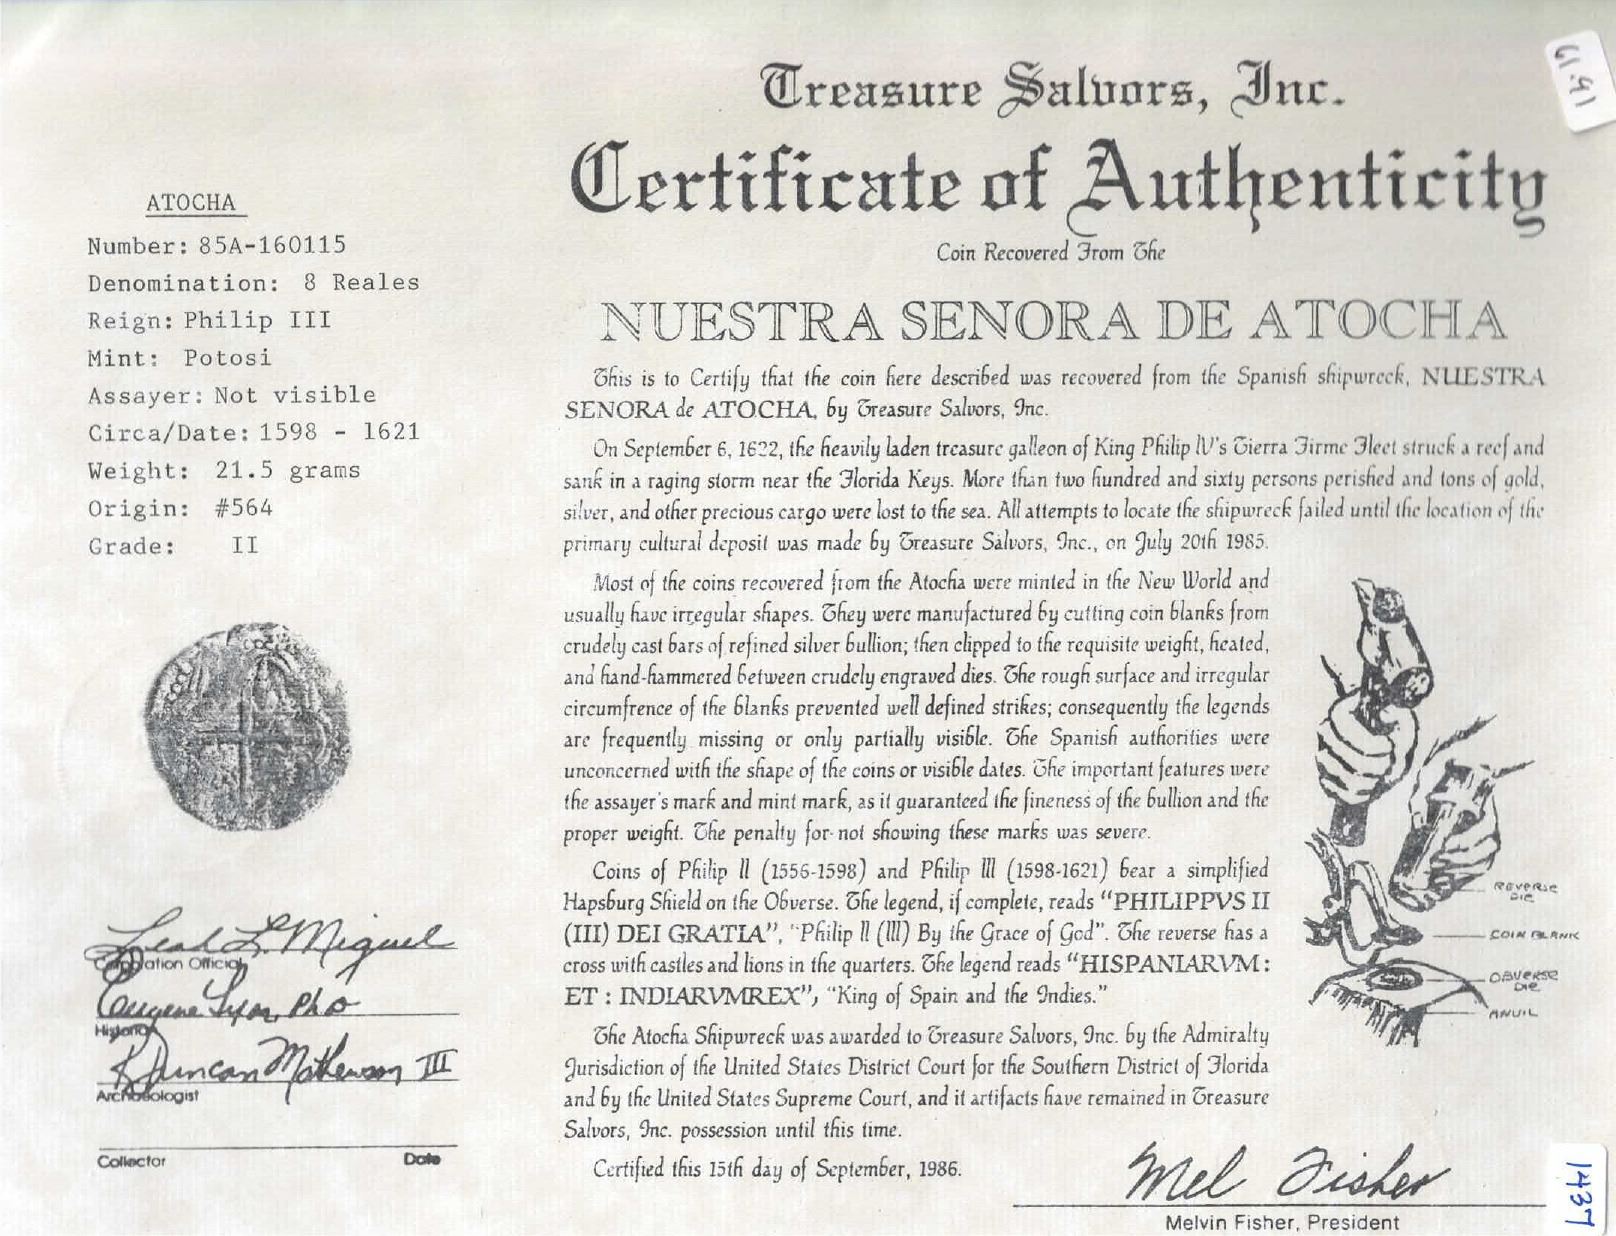 Treasure Salvors, Inc.
Certificate of Authenticity
Coin Recovered From The
NUESTRA SENORA DE ATOCHA
ATOCHA
Number: 85A-160115
Denomination: 8 Reales
Reign: Philip III
Mint: Potosi
Assayer: Not visible
Circa/Date: 1598 - 1621
Weight: 21.5 grams
Origin: #564
Grade: II
This is to Certify that the coin here described was recovered from the Spanish shipwreck, NUESTRA
SENORA de ATOCHA, by Treasure Salvors, Inc.
On September 6, 1622, the heavily laden treasure galleon of King Philip IV's Tierra Firme Fleet struck a reef and
sank in a raging storm near the Florida Keys. More than two hundred and sixty persons perished and tons of gold,
silver, and other precious cargo were lost to the sea. All attempts to locate the shipwreck failed until the location of the
primary cultural deposit was made by Treasure Salvors, Inc., on July 20th 1985.
Most of the coins recovered from the Atocha were minted in the New World and
usually have irregular shapes. They were manufactured by cutting coin blanks from
crudely cast bars of refined silver bullion; then clipped to the requisite weight, heated,
and hand-hammered between crudely engraved dies. The rough surface and irregular
circumfrence of the blanks prevented well defined strikes; consequently the legends
are frequently missing or only partially visible. The Spanish authorities were
unconcerned with the shape of the coins or visible dates. The important features were
the assayer's mark and mint mark, as it guaranteed the fineness of the bullion and the
proper weight. The penalty for not showing these marks was severe.
Coins of Philip II (1556-1598) and Philip III (1598-1621) bear a simplified
Hapsburg Shield on the Obverse. The legend, if complete, reads "PHILIPPVS II
(III) DEI GRATIA", "Philip II (III) By the Grace of God". The reverse has a
cross with castles and lions in the quarters. The legend reads "HISPANIARVM :
ET : INDIARVMREX", "King of Spain and the Indies."
The Atocha Shipwreck was awarded to Treasure Salvors, Inc. by the Admiralty
Jurisdiction of the United States District Court for the Southern District of Florida
and by the United States Supreme Court, and it artifacts have remained in Treasure
Salvors, Inc. possession until this time.
Certified this 15th day of September, 1986.
REVERSE
DIE
COIN BLANK
OBVERSE
DIE
ANVIL
Leah L. Miguel
Corporation Official
Eugene Lyon, PhD
Historian
R Duncan Mathewson III
Archaeologist
Collector Date
Mel Fisher
Melvin Fisher, President
1437